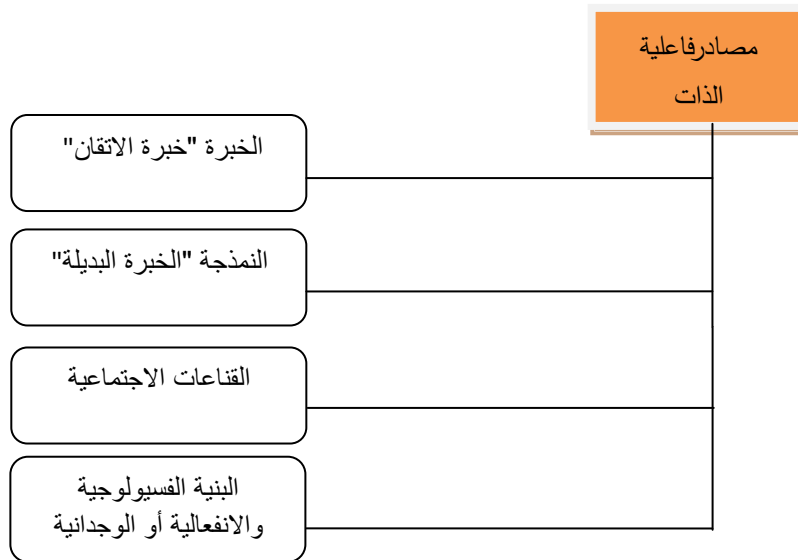 مصادرفاعلية
الذات
الخبرة "خبرة الاتقان"
النمذجة "الخبرة البديلة"
القناعات الاجتماعية
البنية الفسيولوجية
والانفعالية أو الوجدانية